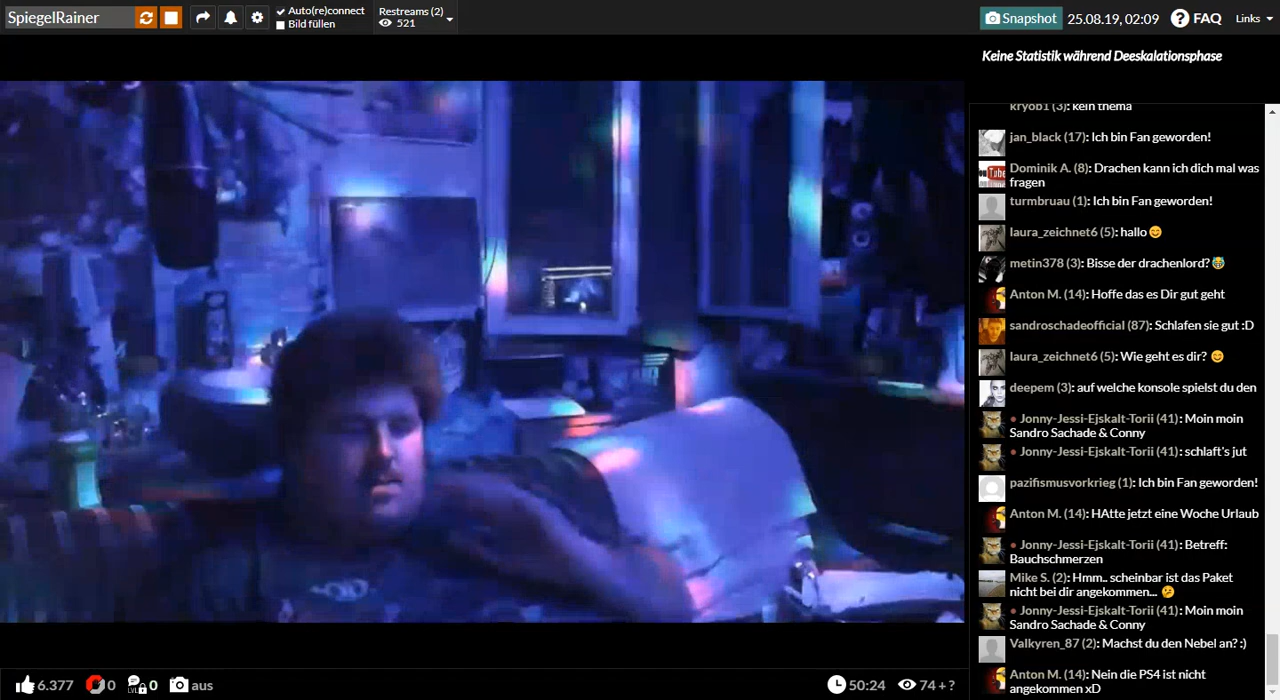 SpiegelRainer
Auto(re)connect
Bild füllen
Restreams (2)
521
Snapshot
25.08.19, 02:09
FAQ
Links
Keine Statistik während Deeskalationsphase
kryob1 (3): kein thema
jan_black (17): Ich bin Fan geworden!
Dominik A. (8): Drachen kann ich dich mal was
fragen
turmbruau (1): Ich bin Fan geworden!
laura_zeichnet6 (5): hallo😊
metin378 (3): Bisse der drachenlord?
Anton M. (14): Hoffe das es Dir gut geht
sandroschadeofficial (87): Schlafen sie gut :D
laura_zeichnet6 (5): Wie geht es dir? 😊
deepem (3): auf welche konsole spielst du den
Jonny-Jessi-Ejskalt-Torii (41): Moin moin
Sandro Sachade & Conny
Jonny-Jessi-Ejskalt-Torii (41): schlaft's jut
pazifismusvorkrieg (1): Ich bin Fan geworden!
Anton M. (14): HAtte jetzt eine Woche Urlaub
Jonny-Jessi-Ejskalt-Torii (41): Betreff:
Bauchschmerzen
Mike S. (2): Hmm.. scheinbar ist das Paket
nicht bei dir angekommen... 🤔
Jonny-Jessi-Ejskalt-Torii (41): Moin moin
Sandro Sachade & Conny
Valkyren_87 (2): Machst du den Nebel an? :)
Anton M. (14): Nein die PS4 ist nicht
angekommen xD
6.377
0
LVL
0
aus
50:24
74 + ?